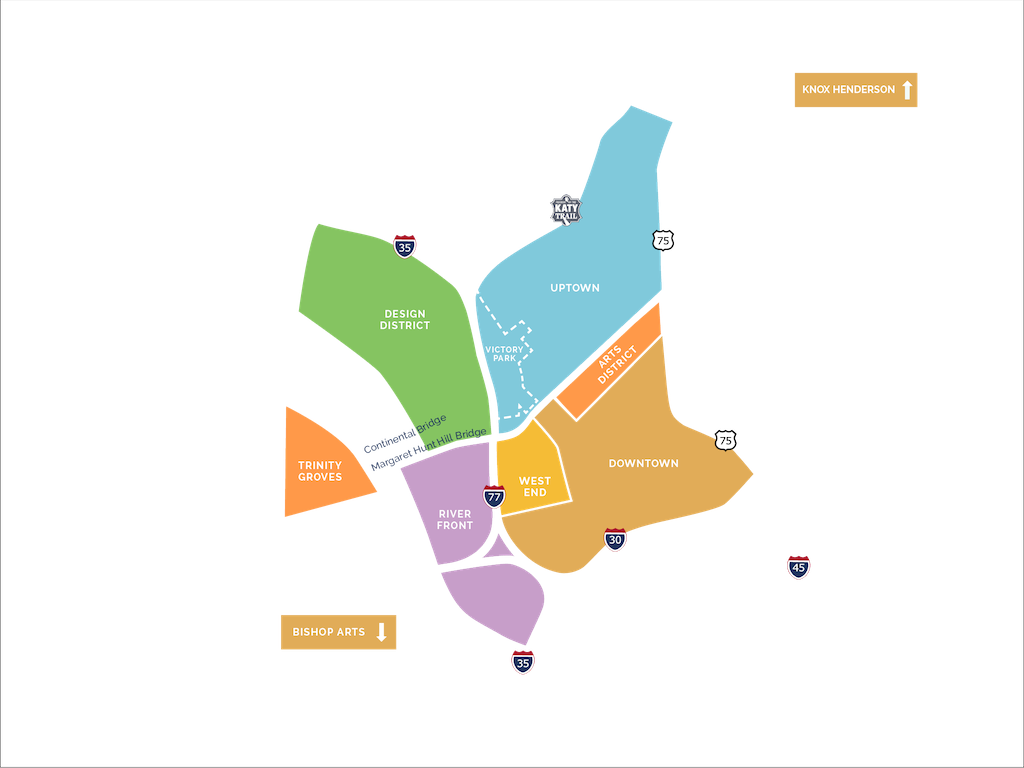 KNOX HENDERSON
KATY
TRAIL
75
35
UPTOWN
DESIGN
DISTRICT
VICTORY
PARK
ARTS
DISTRICT
Continental Bridge
Margaret Hunt Hill Bridge
75
TRINITY
GROVES
DOWNTOWN
WEST
END
77
RIVER
FRONT
30
45
BISHOP ARTS
35